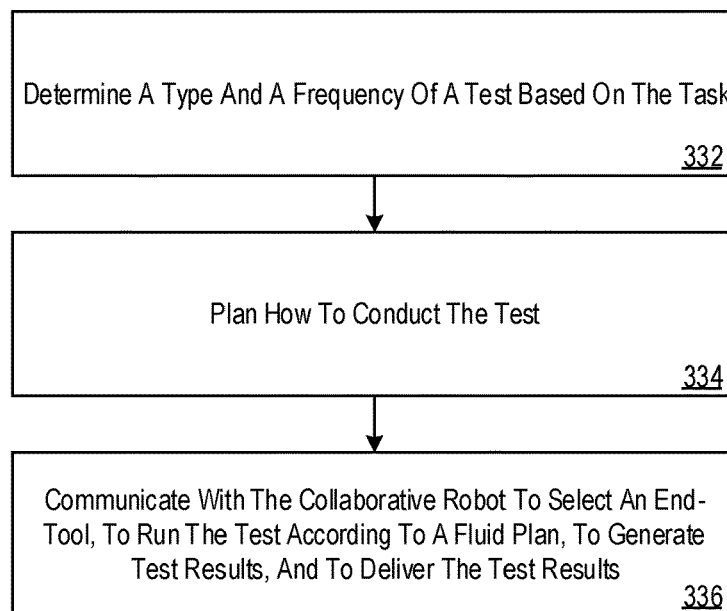 Determine A Type And A Frequency Of A Test Based On The Task
332
Plan How To Conduct The Test
334
Communicate With The Collaborative Robot To Select An End-
Tool, To Run The Test According To A Fluid Plan, To Generate
Test Results, And To Deliver The Test Results
336